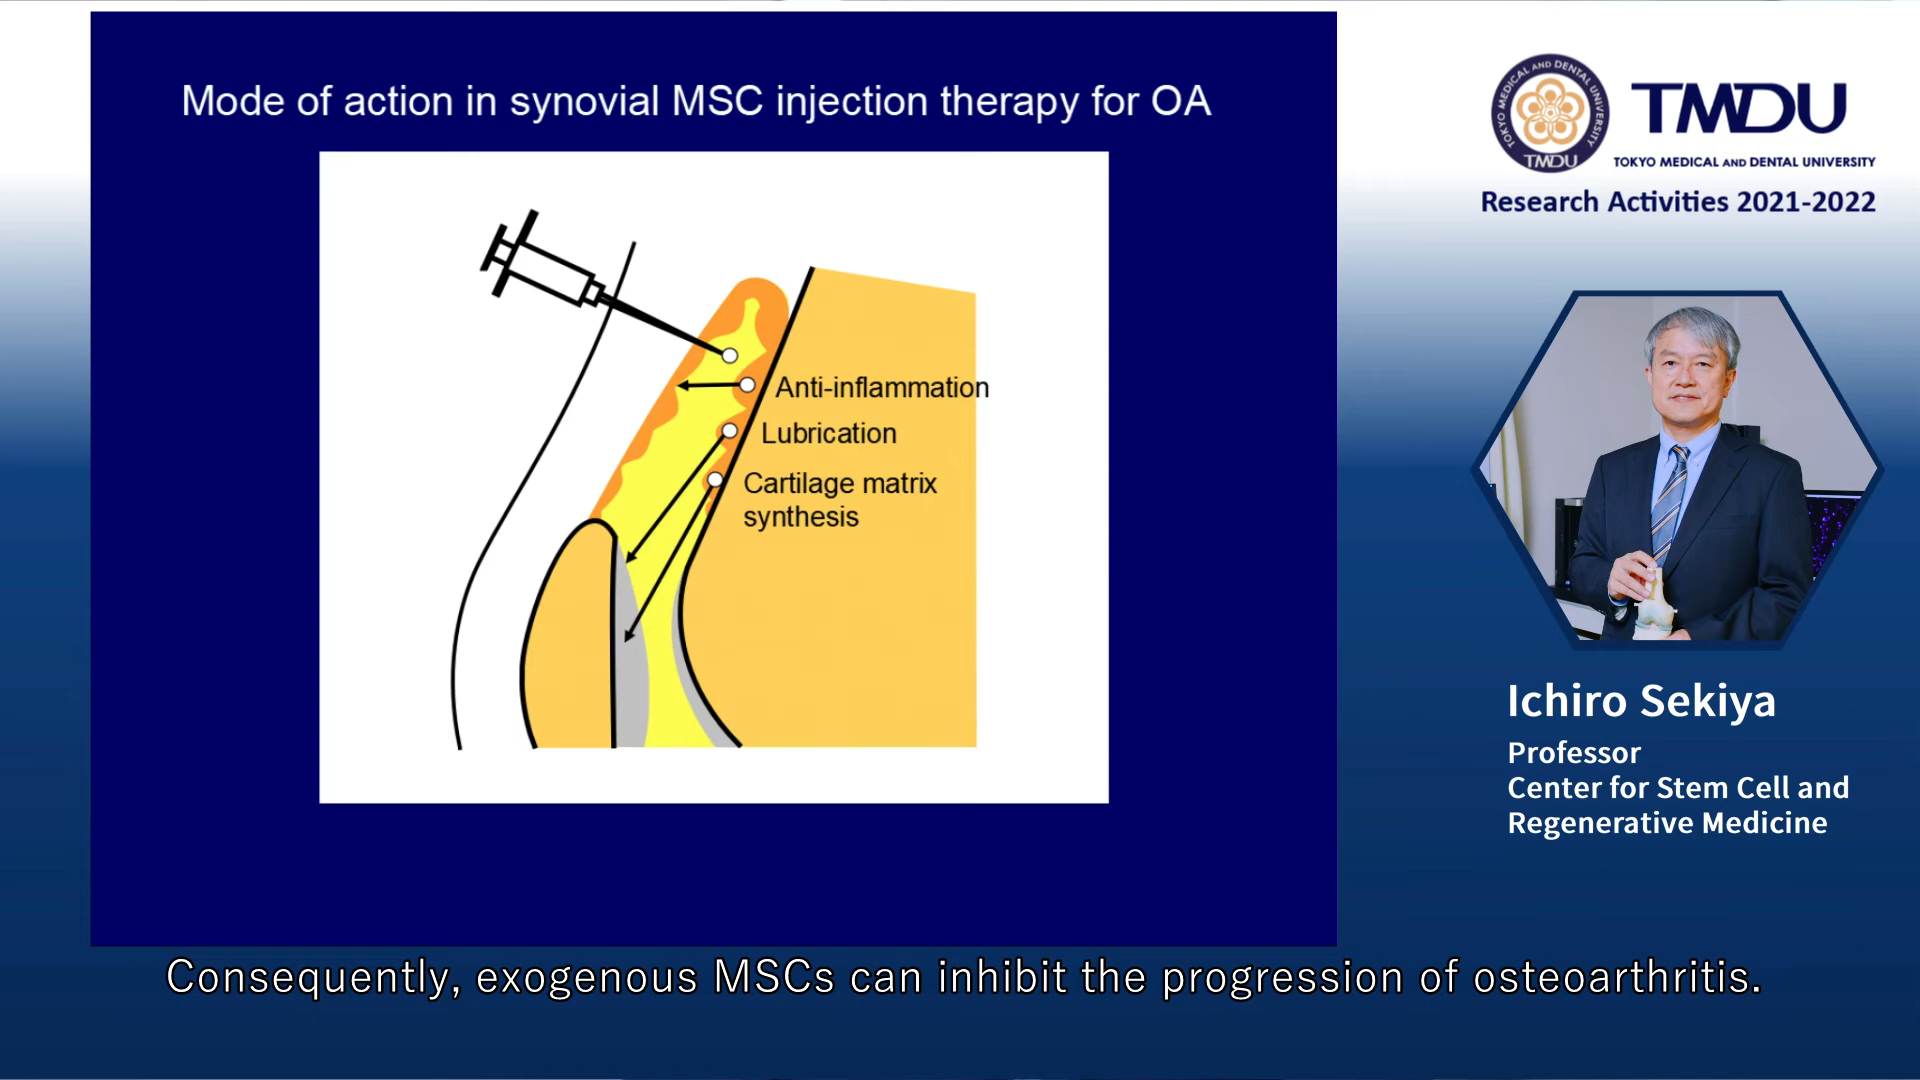 Mode of action in synovial MSC injection therapy for OA
Anti-inflammation
Lubrication
Cartilage matrix
synthesis
TOKYO MEDICAL AND DENTAL UNIVERSITY
TMDU
TMDU
TOKYO MEDICAL AND DENTAL UNIVERSITY
Research Activities 2021-2022
Ichiro Sekiya
Professor
Center for Stem Cell and
Regenerative Medicine
Consequently, exogenous MSCs can inhibit the progression of osteoarthritis.